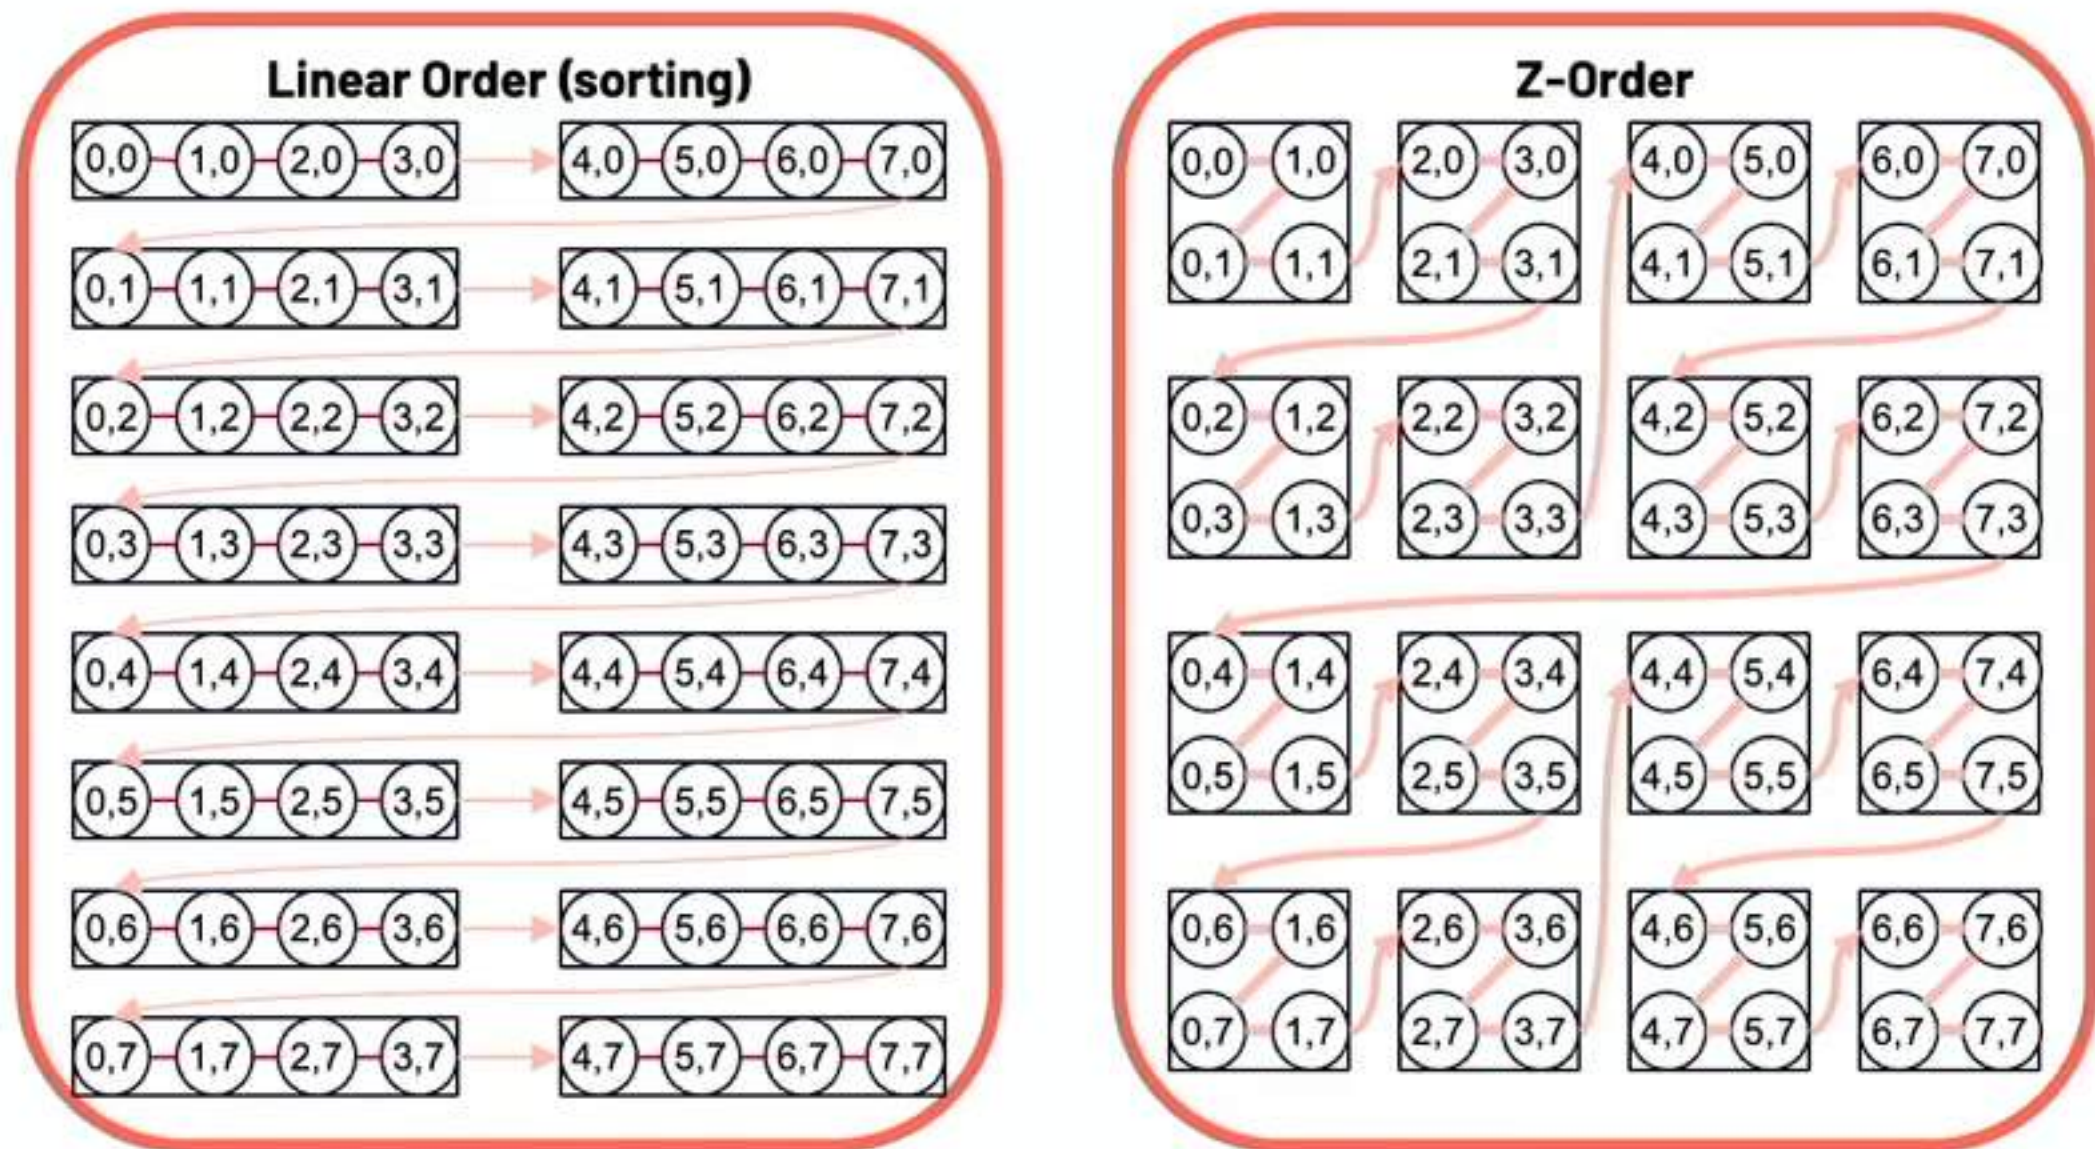 Linear Order (sorting)
0,0 1,0 2,0 3,0 4,0 5,0 6,0 7,0
0,1 1,1 2,1 3,1 4,1 5,1 6,1 7,1
0,2 1,2 2,2 3,2 4,2 5,2 6,2 7,2
0,3 1,3 2,3 3,3 4,3 5,3 6,3 7,3
0,4 1,4 2,4 3,4 4,4 5,4 6,4 7,4
0,5 1,5 2,5 3,5 4,5 5,5 6,5 7,5
0,6 1,6 2,6 3,6 4,6 5,6 6,6 7,6
0,7 1,7 2,7 3,7 4,7 5,7 6,7 7,7
Z-Order
0,0 1,0 2,0 3,0 4,0 5,0 6,0 7,0
0,1 1,1 2,1 3,1 4,1 5,1 6,1 7,1
0,2 1,2 2,2 3,2 4,2 5,2 6,2 7,2
0,3 1,3 2,3 3,3 4,3 5,3 6,3 7,3
0,4 1,4 2,4 3,4 4,4 5,4 6,4 7,4
0,5 1,5 2,5 3,5 4,5 5,5 6,5 7,5
0,6 1,6 2,6 3,6 4,6 5,6 6,6 7,6
0,7 1,7 2,7 3,7 4,7 5,7 6,7 7,7